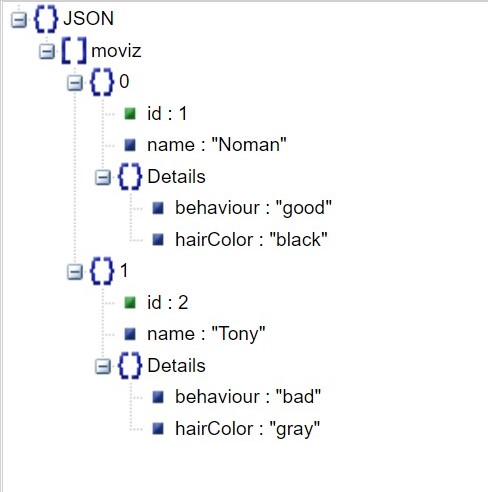 JSON
moviz
0
id : 1
name : "Noman"
Details
behaviour : "good"
hairColor : "black"
1
id : 2
name : "Tony"
Details
behaviour : "bad"
hairColor : "gray"